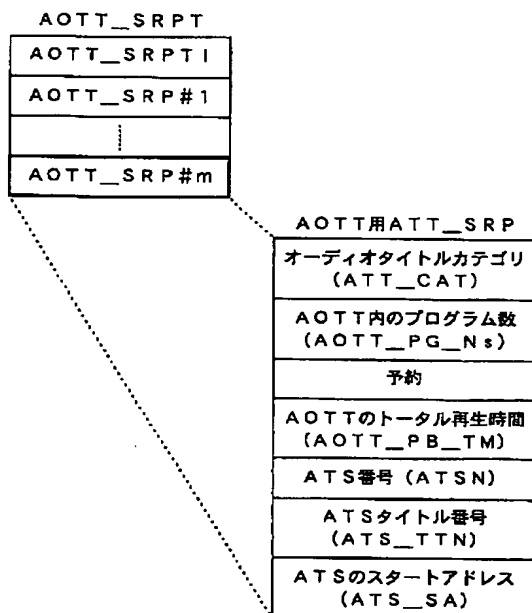 AOTT_SRPT
AOTT_SRPTI
AOTT_SRP#1
AOTT_SRP#m
AOTT用ATT_SRP
オーディオタイトルカテゴリ
(ATT_CAT)
AOTT内のプログラム数
(AOTT_PG_Ns)
予約
AOTTのトータル再生時間
(AOTT_PB_TM)
ATS番号(ATSN)
ATSタイトル番号
(ATS_TTN)
ATSのスタートアドレス
(ATS_SA)